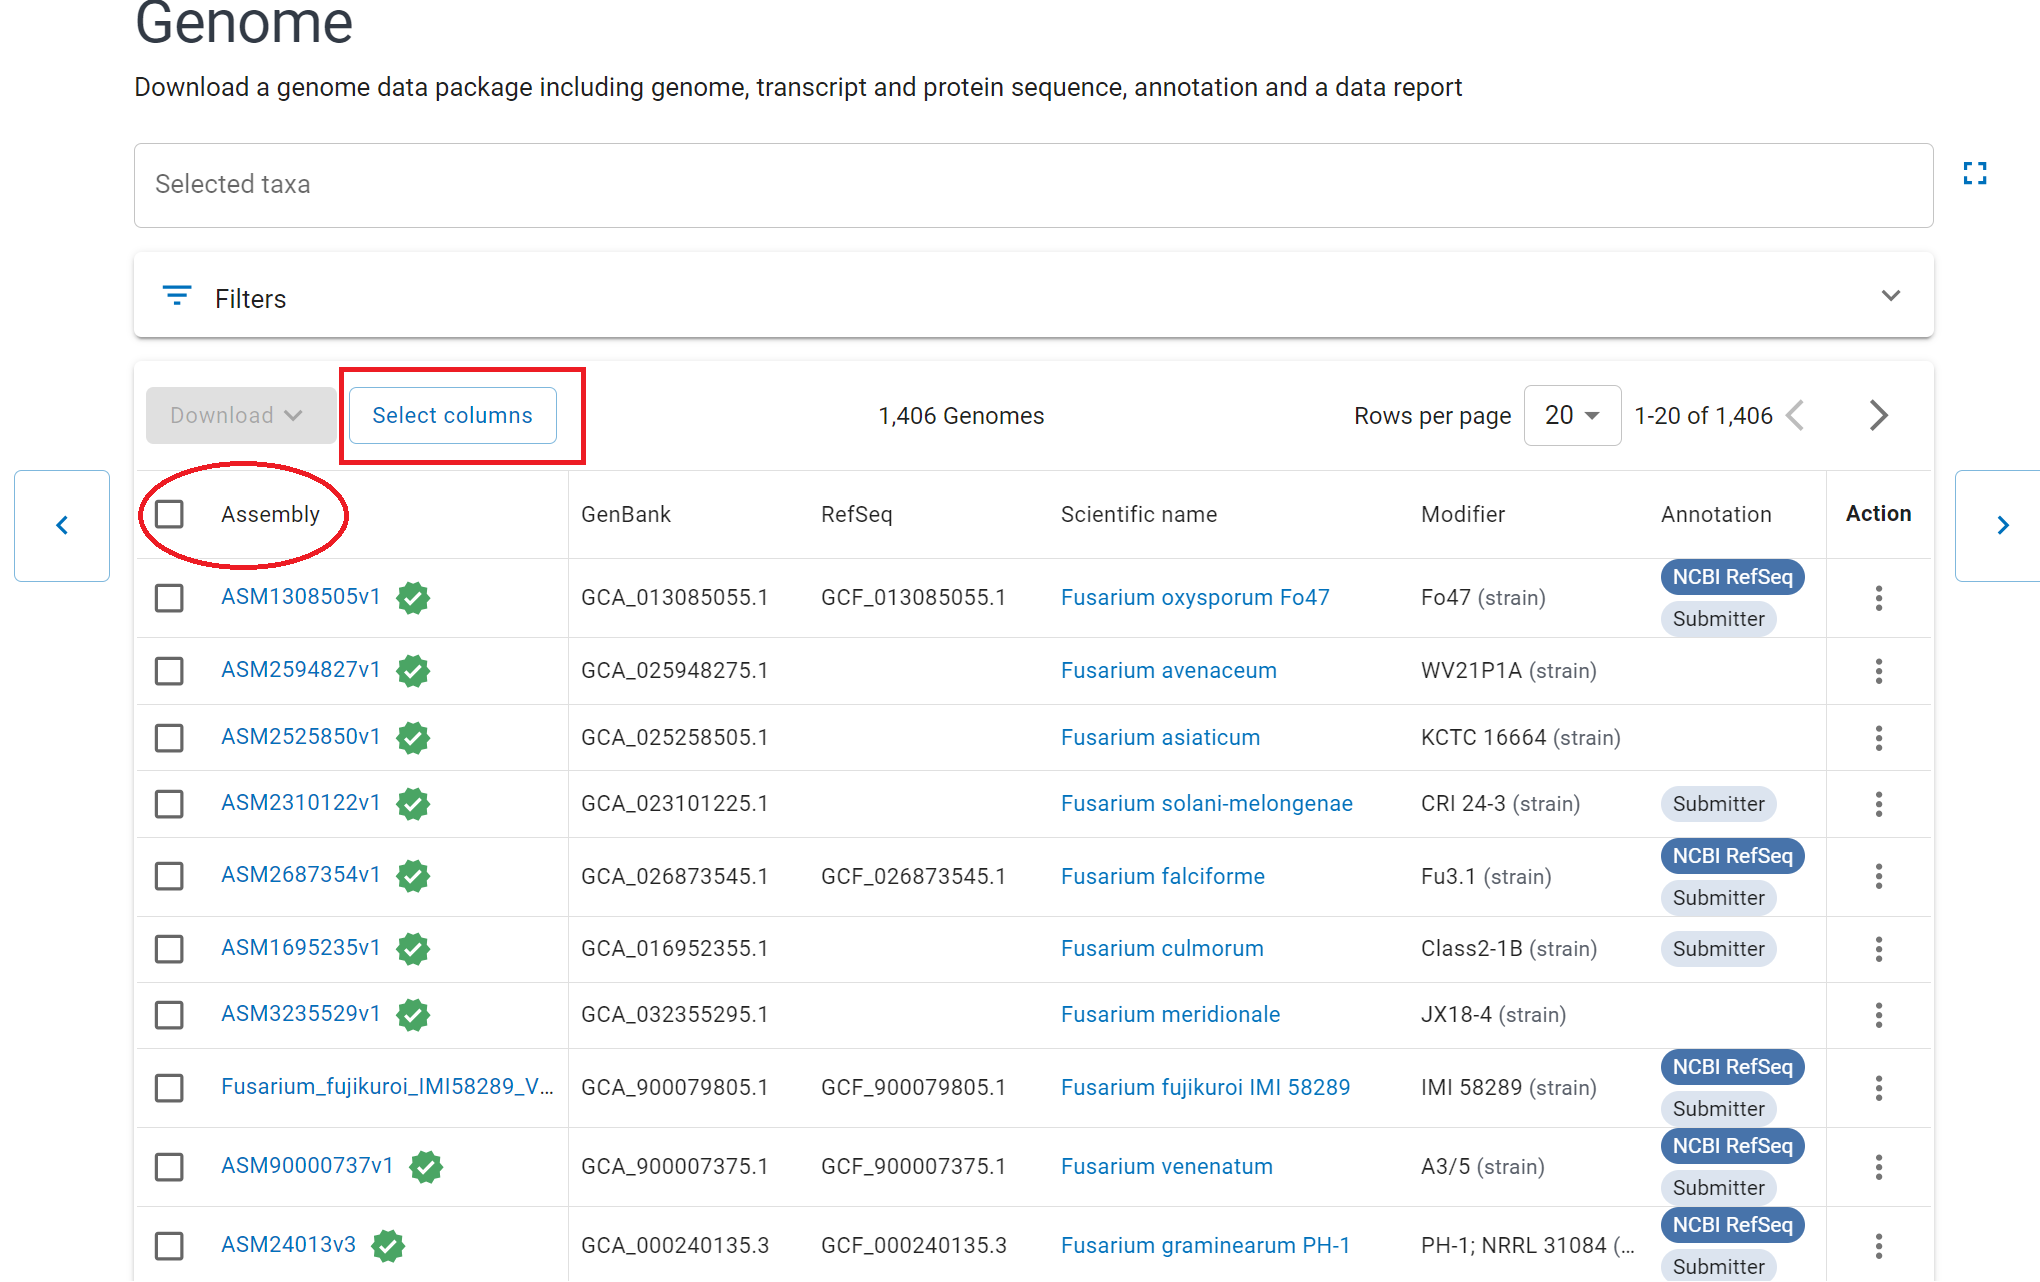 Genome
Download a genome data package including genome, transcript and protein sequence, annotation and a data report
Selected taxa
Filters
Download Select columns 1,406 Genomes Rows per page 20 1-20 of 1,406
Assembly GenBank RefSeq Scientific name Modifier Annotation Action
ASM1308505v1 GCA_013085055.1 GCF_013085055.1 Fusarium oxysporum Fo47 Fo47 (strain) NCBI RefSeq
Submitter
ASM2594827v1 GCA_025948275.1 Fusarium avenaceum WV21P1A (strain)
ASM2525850v1 GCA_025258505.1 Fusarium asiaticum KCTC 16664 (strain)
ASM2310122v1 GCA_023101225.1 Fusarium solani-melongenae CRI 24-3 (strain) Submitter
ASM2687354v1 GCA_026873545.1 GCF_026873545.1 Fusarium falciforme Fu3.1 (strain) NCBI RefSeq
Submitter
ASM1695235v1 GCA_016952355.1 Fusarium culmorum Class2-1B (strain) Submitter
ASM3235529v1 GCA_032355295.1 Fusarium meridionale JX18-4 (strain)
Fusarium_fujikuroi_IMI58289_V... GCA_900079805.1 GCF_900079805.1 Fusarium fujikuroi IMI 58289 IMI 58289 (strain) NCBI RefSeq
Submitter
ASM90000737v1 GCA_900007375.1 GCF_900007375.1 Fusarium venenatum A3/5 (strain) NCBI RefSeq
Submitter
ASM24013v3 GCA_000240135.3 GCF_000240135.3 Fusarium graminearum PH-1 PH-1; NRRL 31084 (... NCBI RefSeq
Submitter